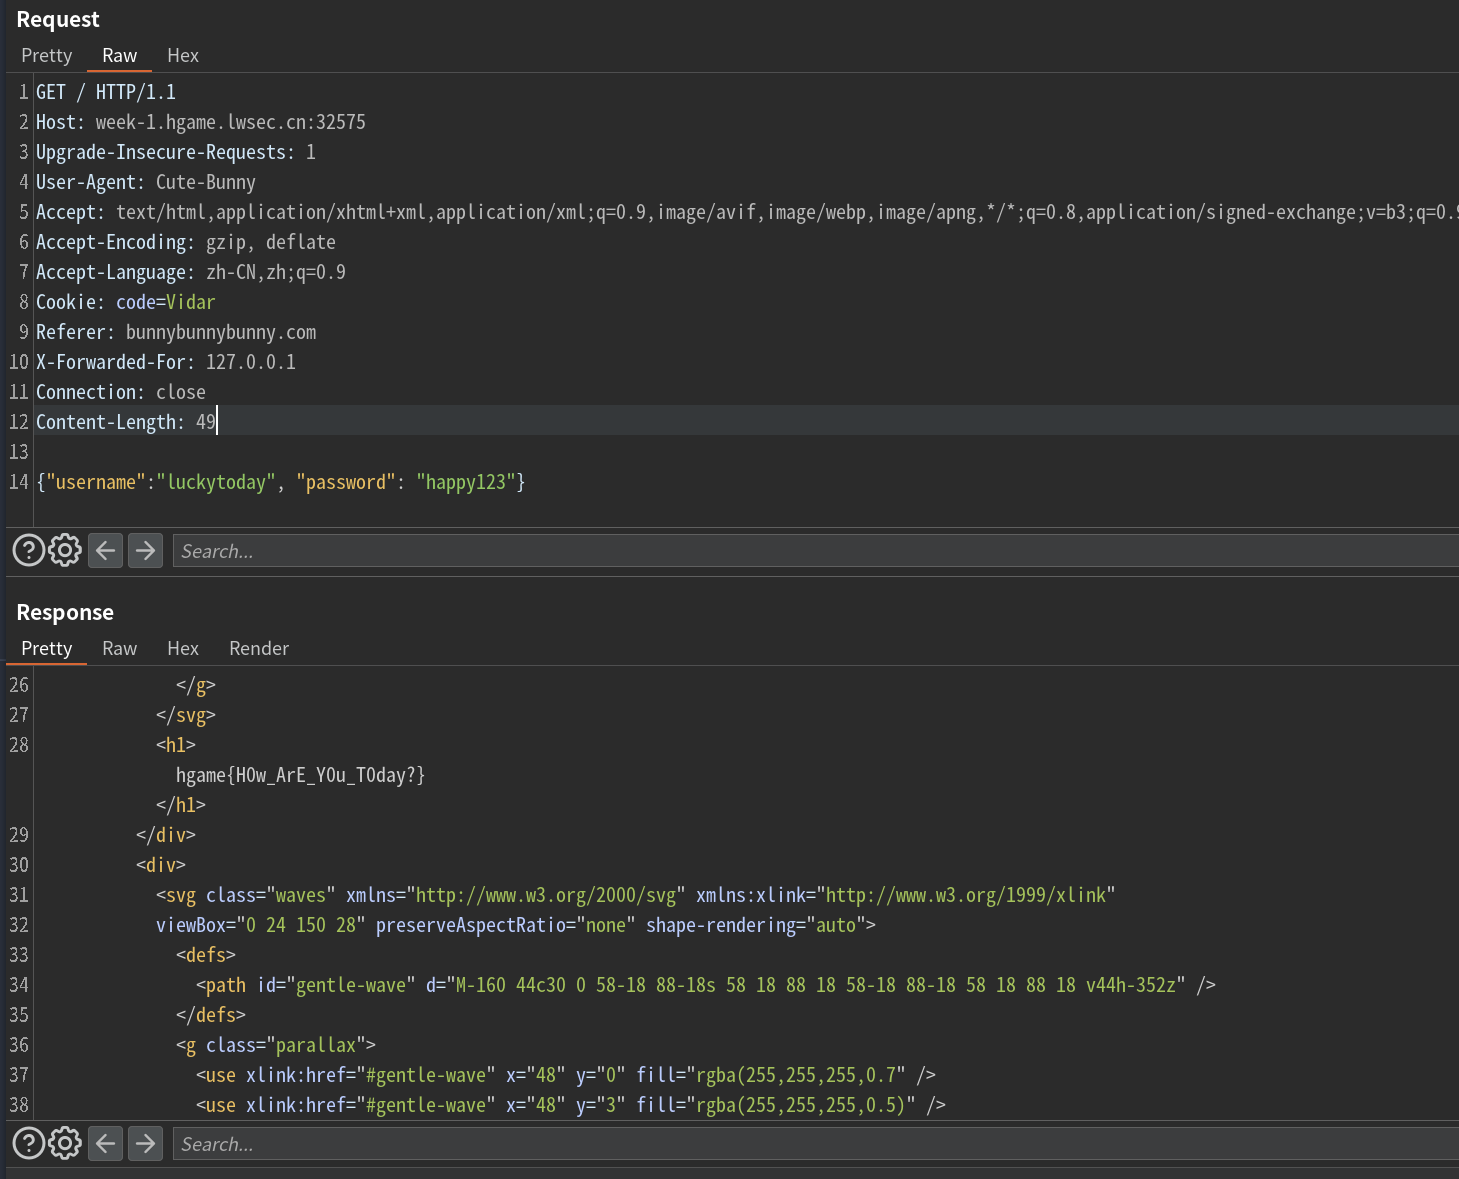 Request
Pretty Raw Hex
1 GET / HTTP/1.1
2 Host: week-1.hgame.lwsec.cn:32575
3 Upgrade-Insecure-Requests: 1
4 User-Agent: Cute-Bunny
5 Accept: text/html,application/xhtml+xml,application/xml;q=0.9,image/avif,image/webp,image/apng,*/*;q=0.8,application/signed-exchange;v=b3;q=0.9
6 Accept-Encoding: gzip, deflate
7 Accept-Language: zh-CN,zh;q=0.9
8 Cookie: code=Vidar
9 Referer: bunnybunnybunny.com
10 X-Forwarded-For: 127.0.0.1
11 Connection: close
12 Content-Length: 49
13
14 {"username":"luckytoday", "password": "happy123"}
Search...
Response
Pretty Raw Hex Render
26 </g>
27 </svg>
28 <h1>
hgame{H0w_ArE_Y0u_T0day?}
</h1>
29 </div>
30 <div>
31 <svg class="waves" xmlns="http://www.w3.org/2000/svg" xmlns:xlink="http://www.w3.org/1999/xlink"
32 viewBox="0 24 150 28" preserveAspectRatio="none" shape-rendering="auto">
33 <defs>
34 <path id="gentle-wave" d="M-160 44c30 0 58-18 88-18s 58 18 88 18 58-18 88-18 58 18 88 18 v44h-352z" />
35 </defs>
36 <g class="parallax">
37 <use xlink:href="#gentle-wave" x="48" y="0" fill="rgba(255,255,255,0.7" />
38 <use xlink:href="#gentle-wave" x="48" y="3" fill="rgba(255,255,255,0.5)" />
Search...